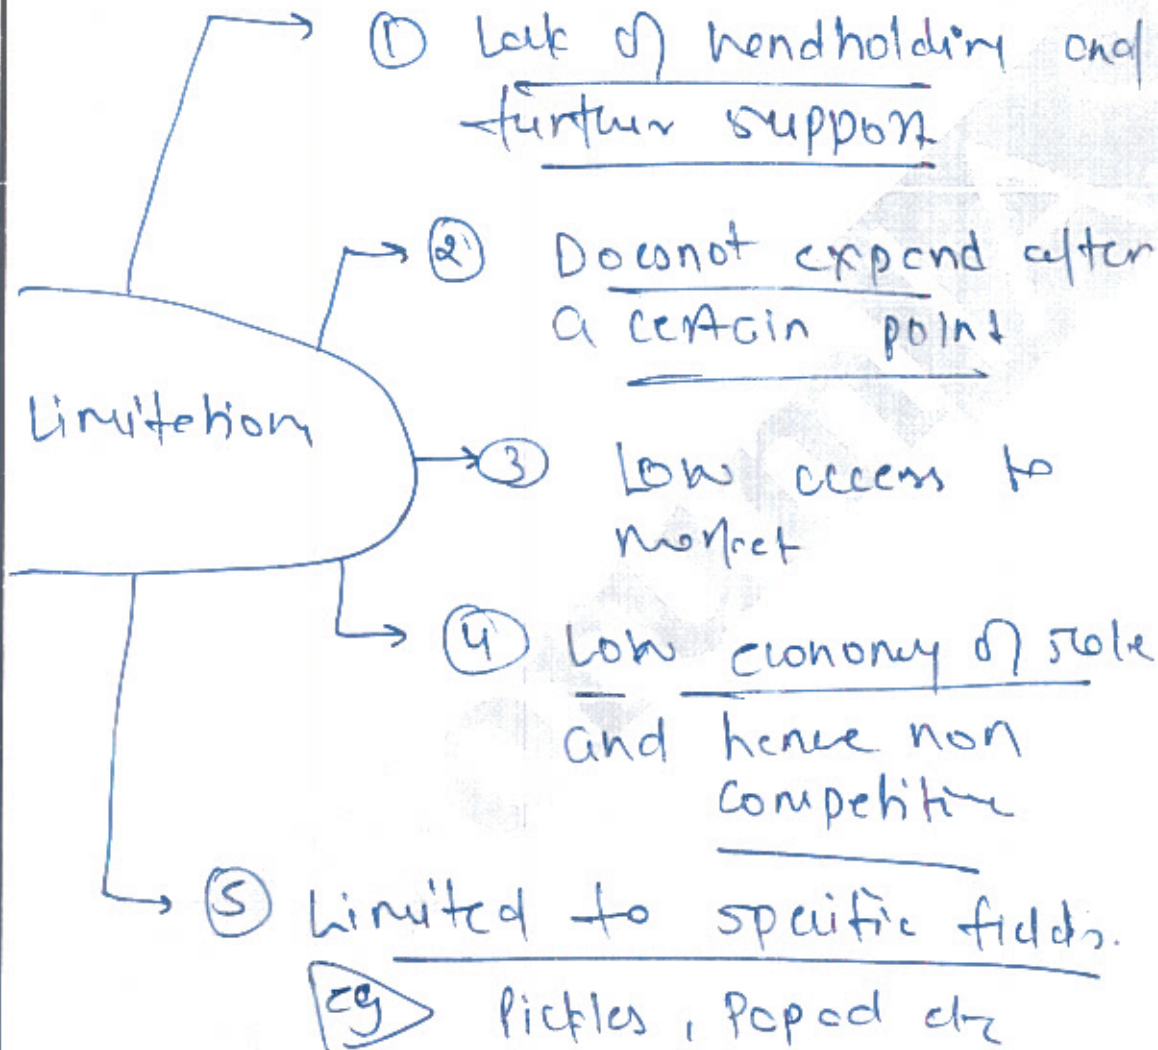 ① Lack of handholding and
further support
② Doesnot expand after
a certain point
Limitation
③ Low access to
market
④ Low economy of scale
and hence non
competitive
⑤ Limited to specific fields.
eg Pickles, Papad etc